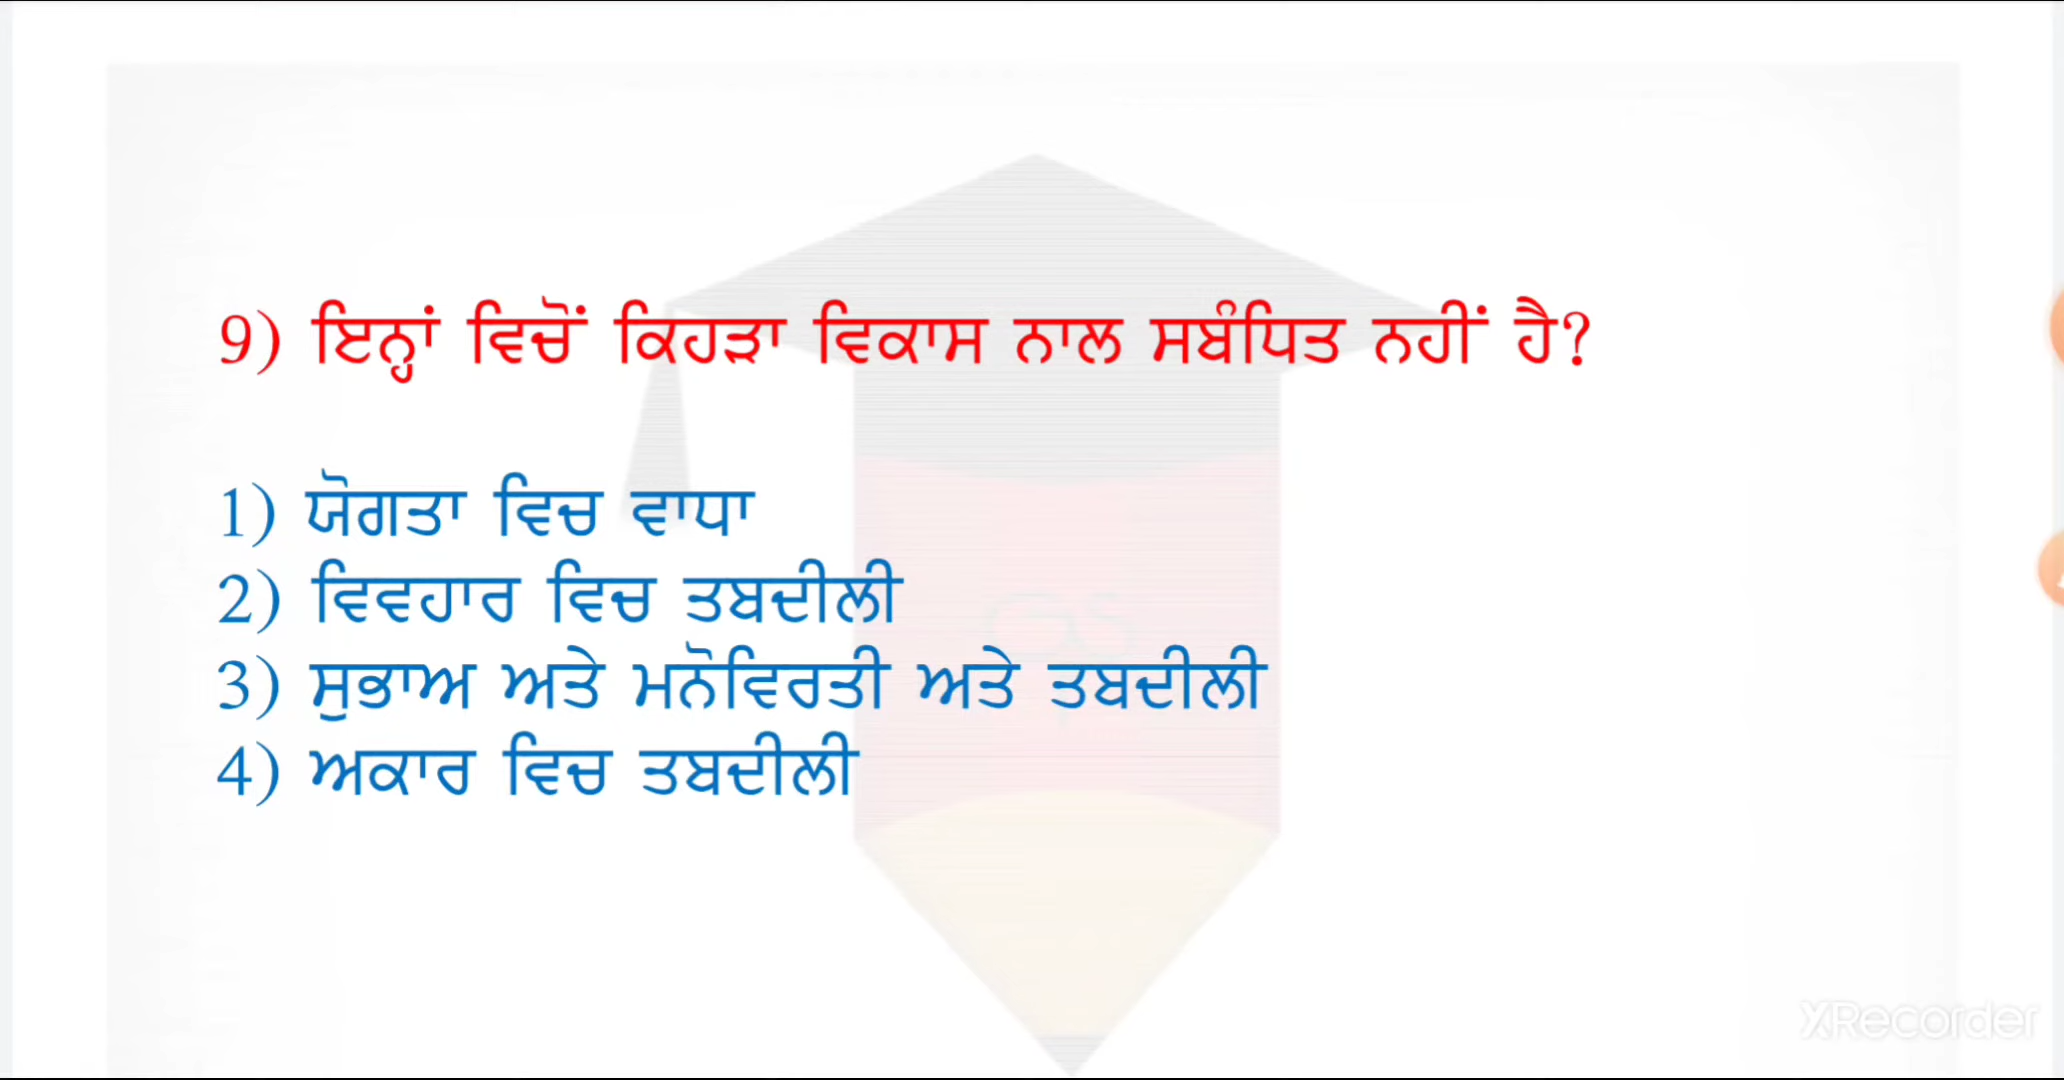 9) ਇਨ੍ਹਾਂ ਵਿਚੋਂ ਕਿਹੜਾ ਵਿਕਾਸ ਨਾਲ ਸਬੰਧਿਤ ਨਹੀਂ ਹੈ?
1) ਯੋਗਤਾ ਵਿਚ ਵਾਧਾ
2) ਵਿਵਹਾਰ ਵਿਚ ਤਬਦੀਲੀ
3) ਸੁਭਾਅ ਅਤੇ ਮਨੋਵਿਰਤੀ ਅਤੇ ਤਬਦੀਲੀ
4) ਅਕਾਰ ਵਿਚ ਤਬਦੀਲੀ
GS
XRecorder